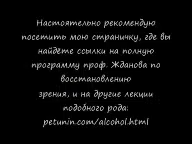 Настоятельно рекомендую
посетить мою страничку, где вы
найдёте ссылки на полную
программу проф. Жданова по
восстановлению
зрения, и на другие лекции
подобного рода:
petunin.com/alcohol.html